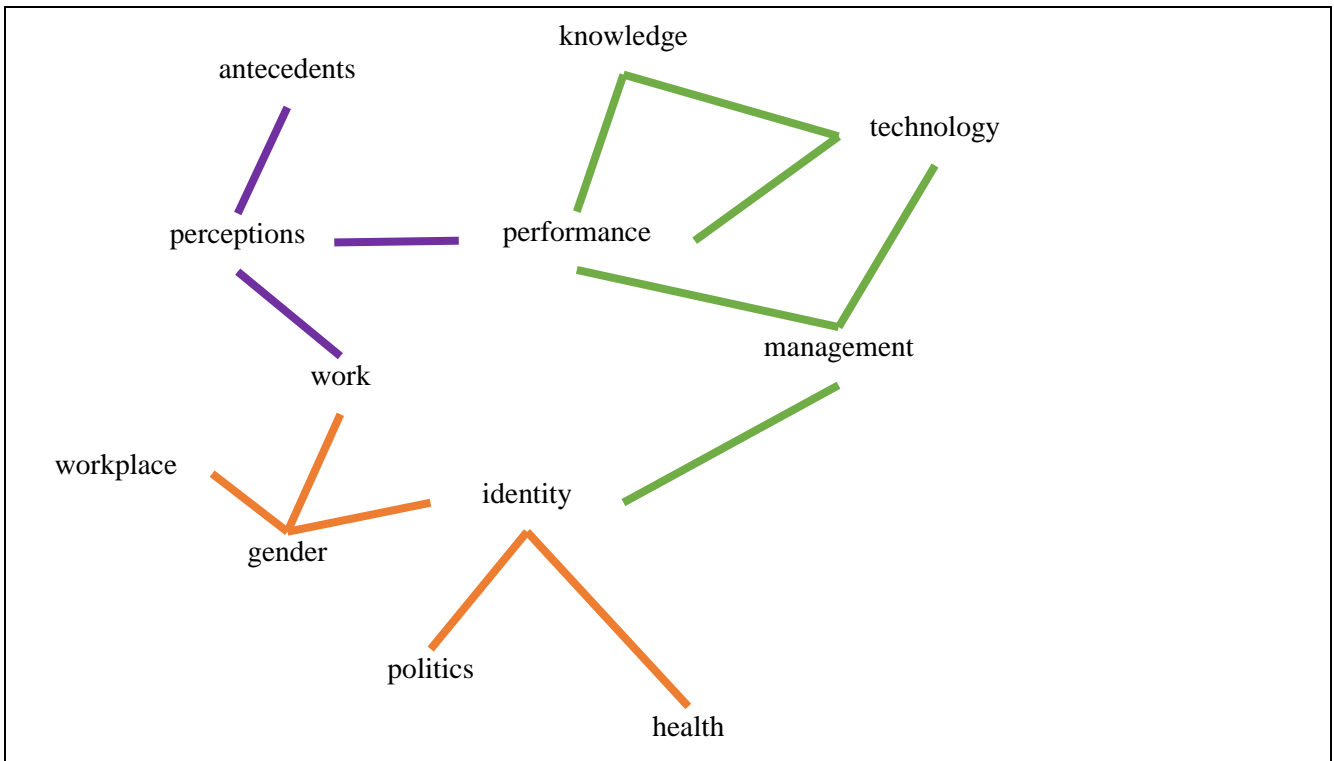 knowledge
antecedents
technology
perceptions
performance
management
work
workplace
identity
gender
politics
health